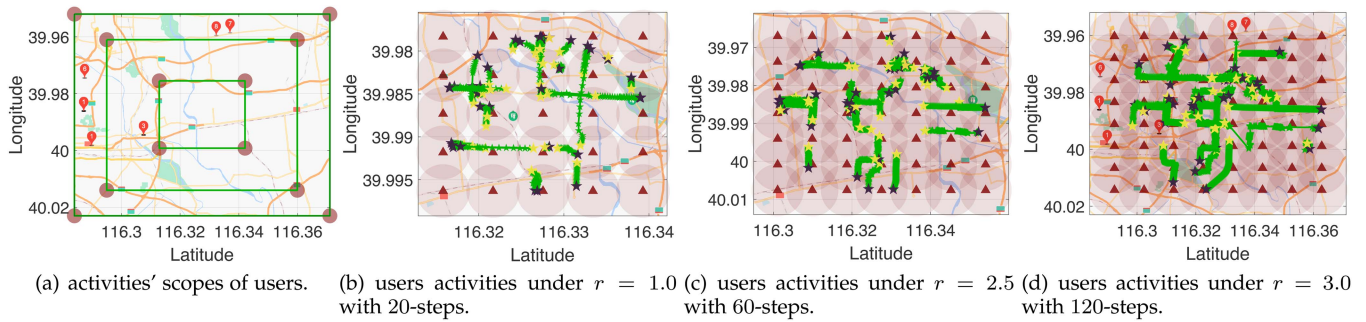 39.96
39.98
40
40.02
Longitude
116.3 116.32 116.34 116.36
Latitude
(a) activities' scopes of users.
39.98
39.985
39.99
39.995
Longitude
116.32 116.33 116.34
Latitude
(b) users activities under r = 1.0
with 20-steps.
39.97
39.98
39.99
40
40.01
Longitude
116.3 116.32 116.34
Latitude
(c) users activities under r = 2.5
with 60-steps.
39.96
39.98
40
40.02
Longitude
116.3 116.32 116.34 116.36
Latitude
(d) users activities under r = 3.0
with 120-steps.